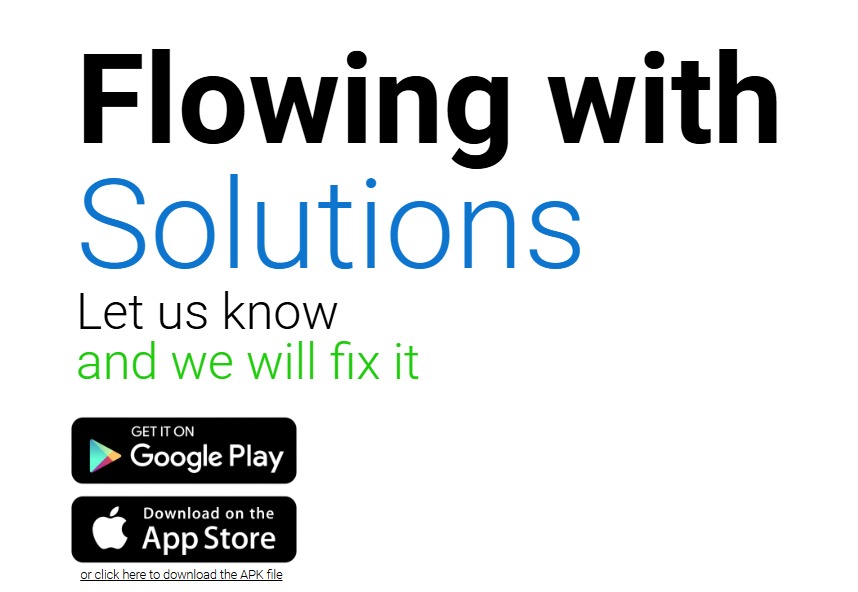 Flowing with
Solutions
Let us know
and we will fix it
GET IT ON
Google Play
Download on the
App Store
or click here to download the APK file